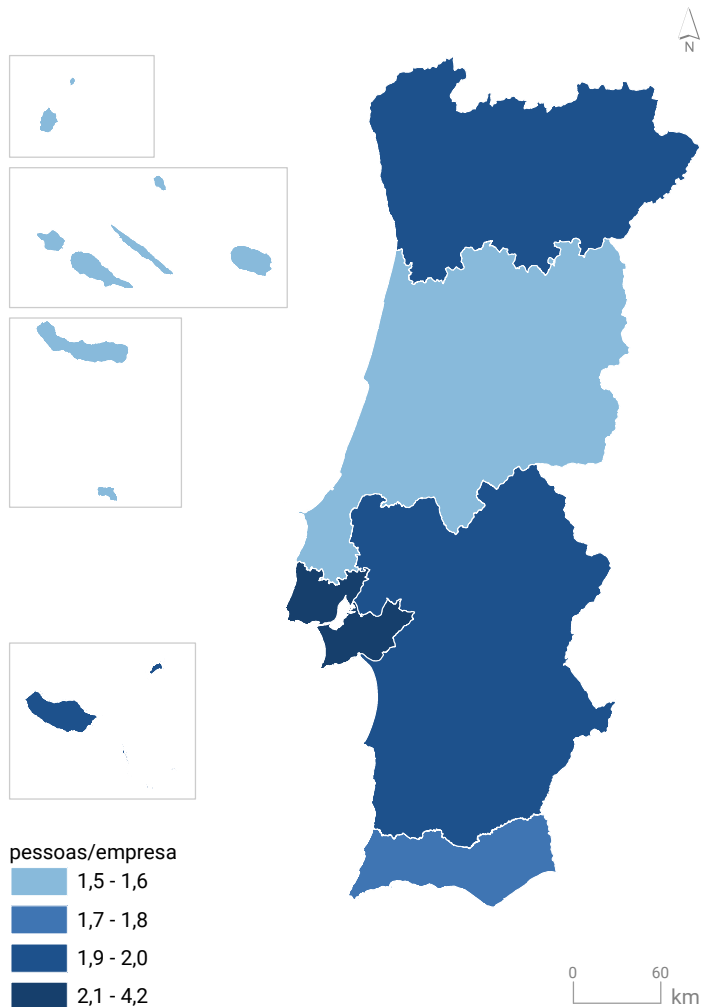 N
pessoas/empresa
1,5 - 1,6
1,7 - 1,8
1,9 - 2,0
2,1 - 4,2
0 60
km